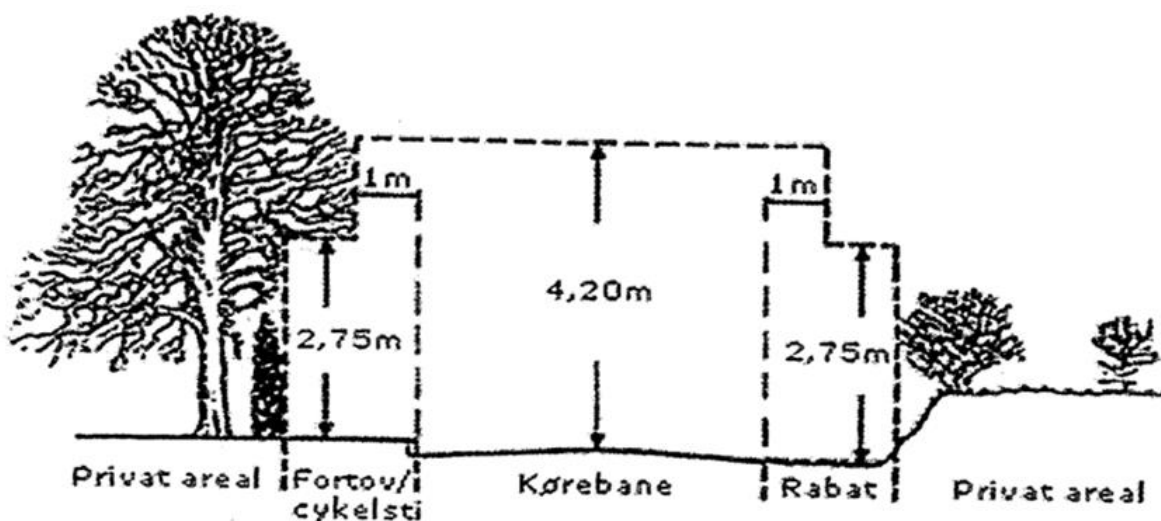 1m
1m
4,20m
2,75m
2,75m
Privat areal
Fortov/
cykelsti
Kørebane
Rabat
Privat areal